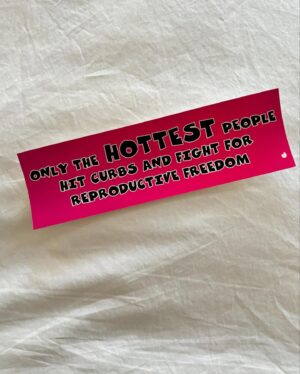 ONLY THE HOTTEST PEOPLE
HIT CURBS AND FIGHT FOR
REPRODUCTIVE FREEDOM